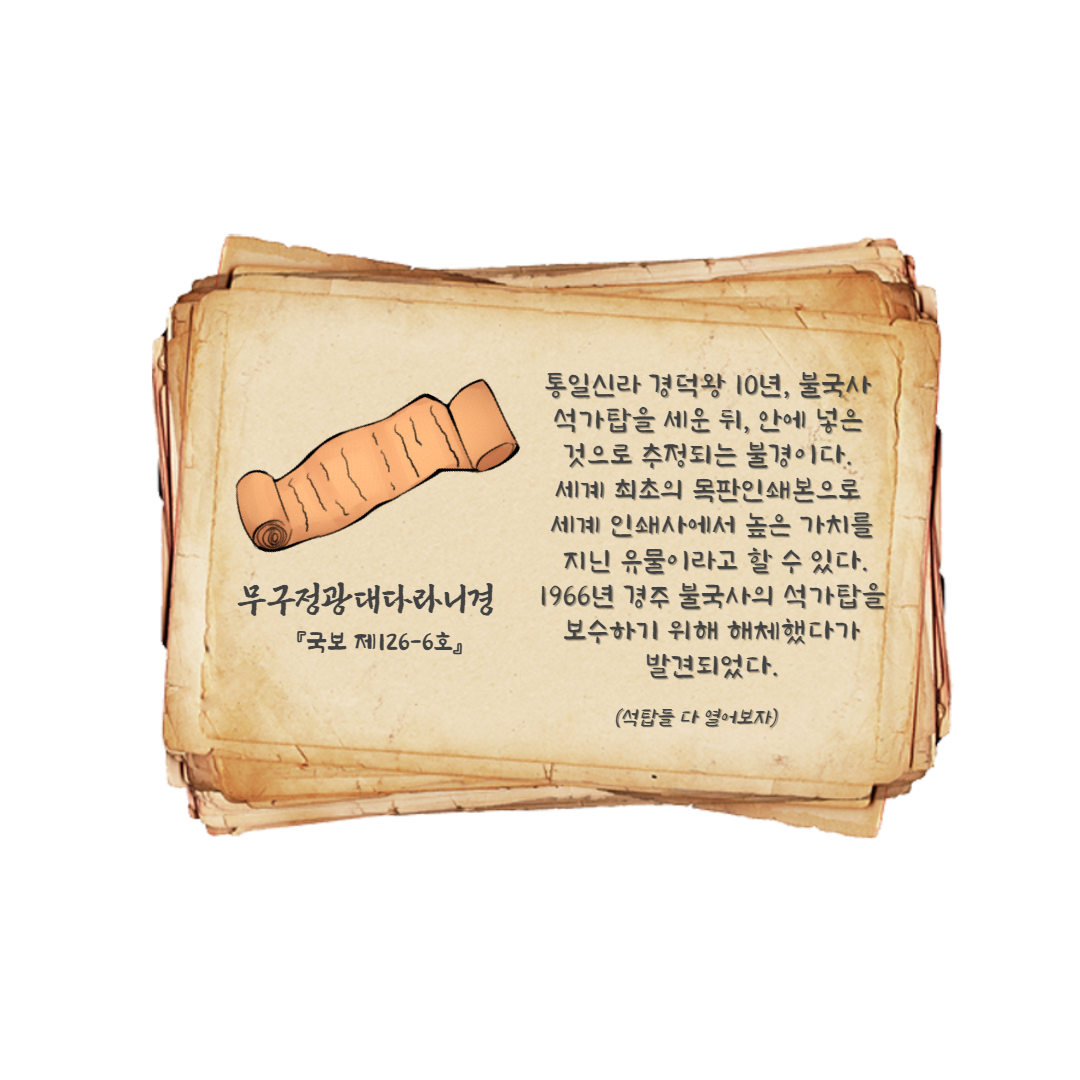 무구정광대다라니경
『국보 제126-6호』
통일신라 경덕왕 10년, 불국사
석가탑을 세운 뒤, 안에 넣은
것으로 추정되는 불경이다.
세계 최초의 목판인쇄본으로
세계 인쇄사에서 높은 가치를
지닌 유물이라고 할 수 있다.
1966년 경주 불국사의 석가탑을
보수하기 위해 해체했다가
발견되었다.
(석탑들 다 열어보자)